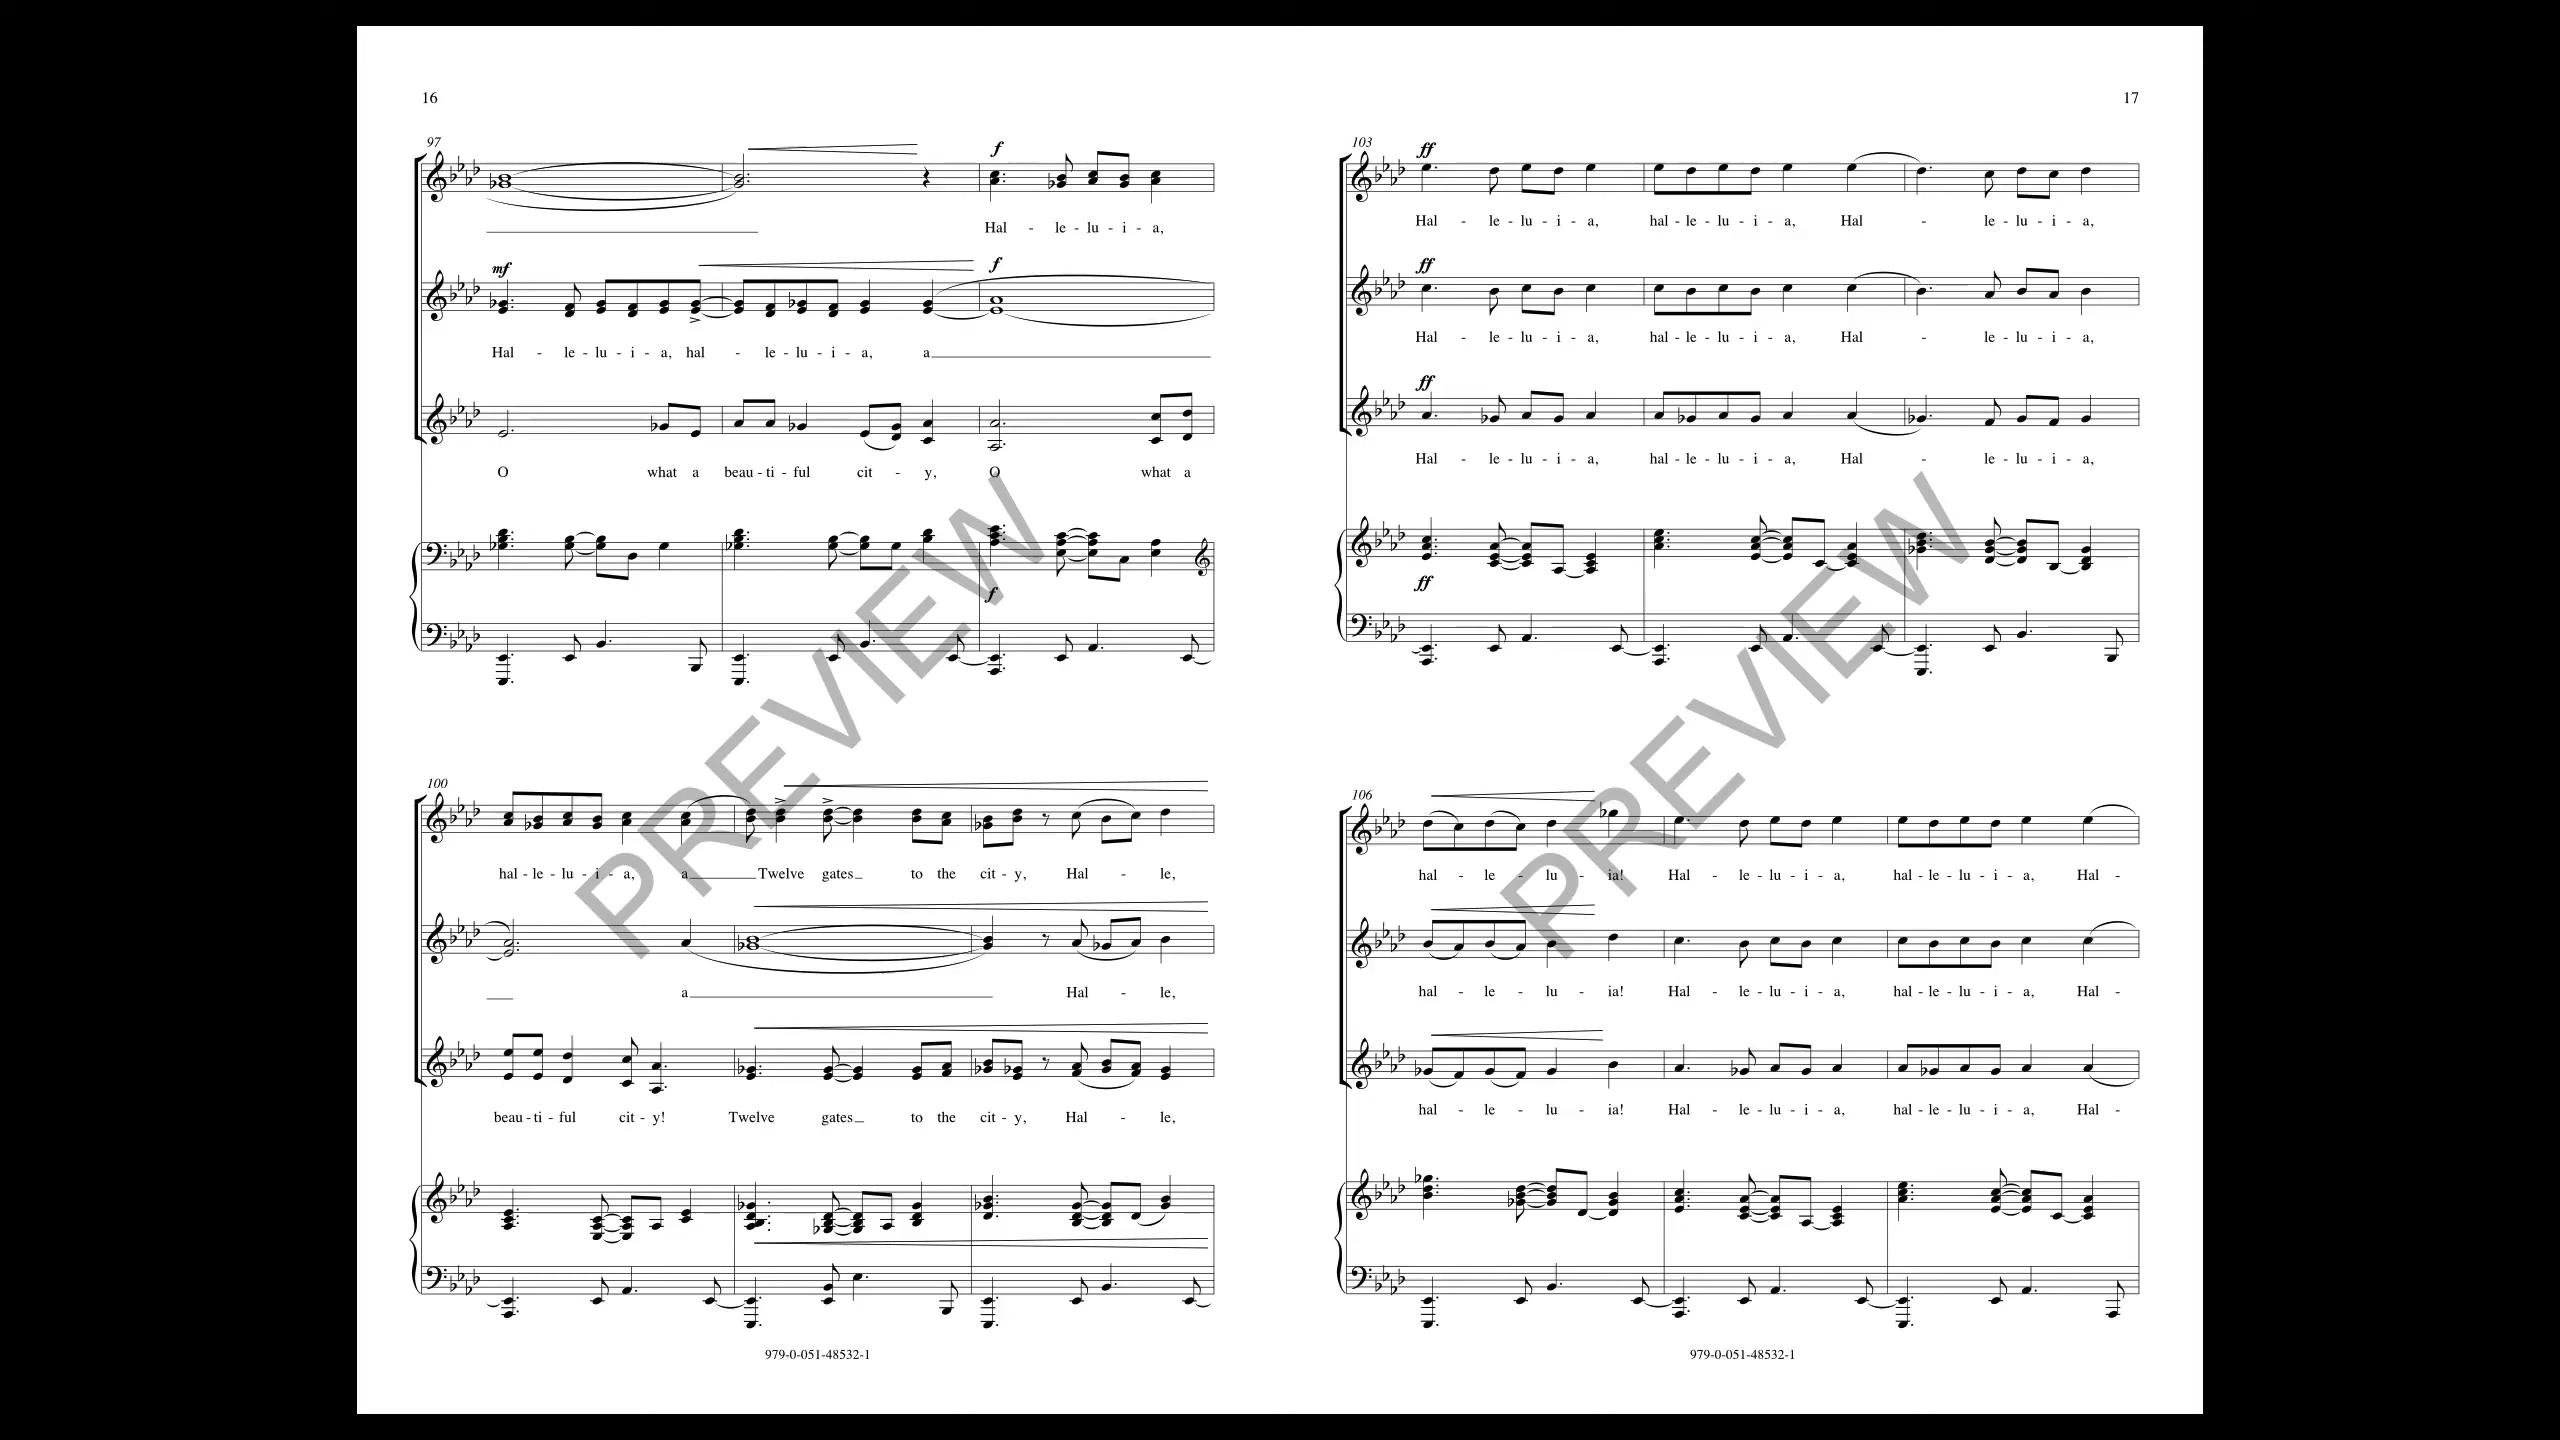 16
97
f
Hal - le - lu - i - a,
mf
f
Hal - le - lu - i - a, hal - le - lu - i - a, a
O what a beau - ti - ful cit - y, O what a
f
100
hal - le - lu - i - a, a Twelve gates to the cit - y, Hal - le,
a Hal - le,
beau - ti - ful cit - y! Twelve gates to the cit - y, Hal - le,
979-0-051-48532-1
PREVIEW
17
103
ff
Hal - le - lu - i - a, hal - le - lu - i - a, Hal - le - lu - i - a,
ff
Hal - le - lu - i - a, hal - le - lu - i - a, Hal - le - lu - i - a,
ff
Hal - le - lu - i - a, hal - le - lu - i - a, Hal - le - lu - i - a,
ff
106
hal - le - lu - ia! Hal - le - lu - i - a, hal - le - lu - i - a, Hal -
hal - le - lu - ia! Hal - le - lu - i - a, hal - le - lu - i - a, Hal -
hal - le - lu - ia! Hal - le - lu - i - a, hal - le - lu - i - a, Hal -
979-0-051-48532-1
PREVIEW